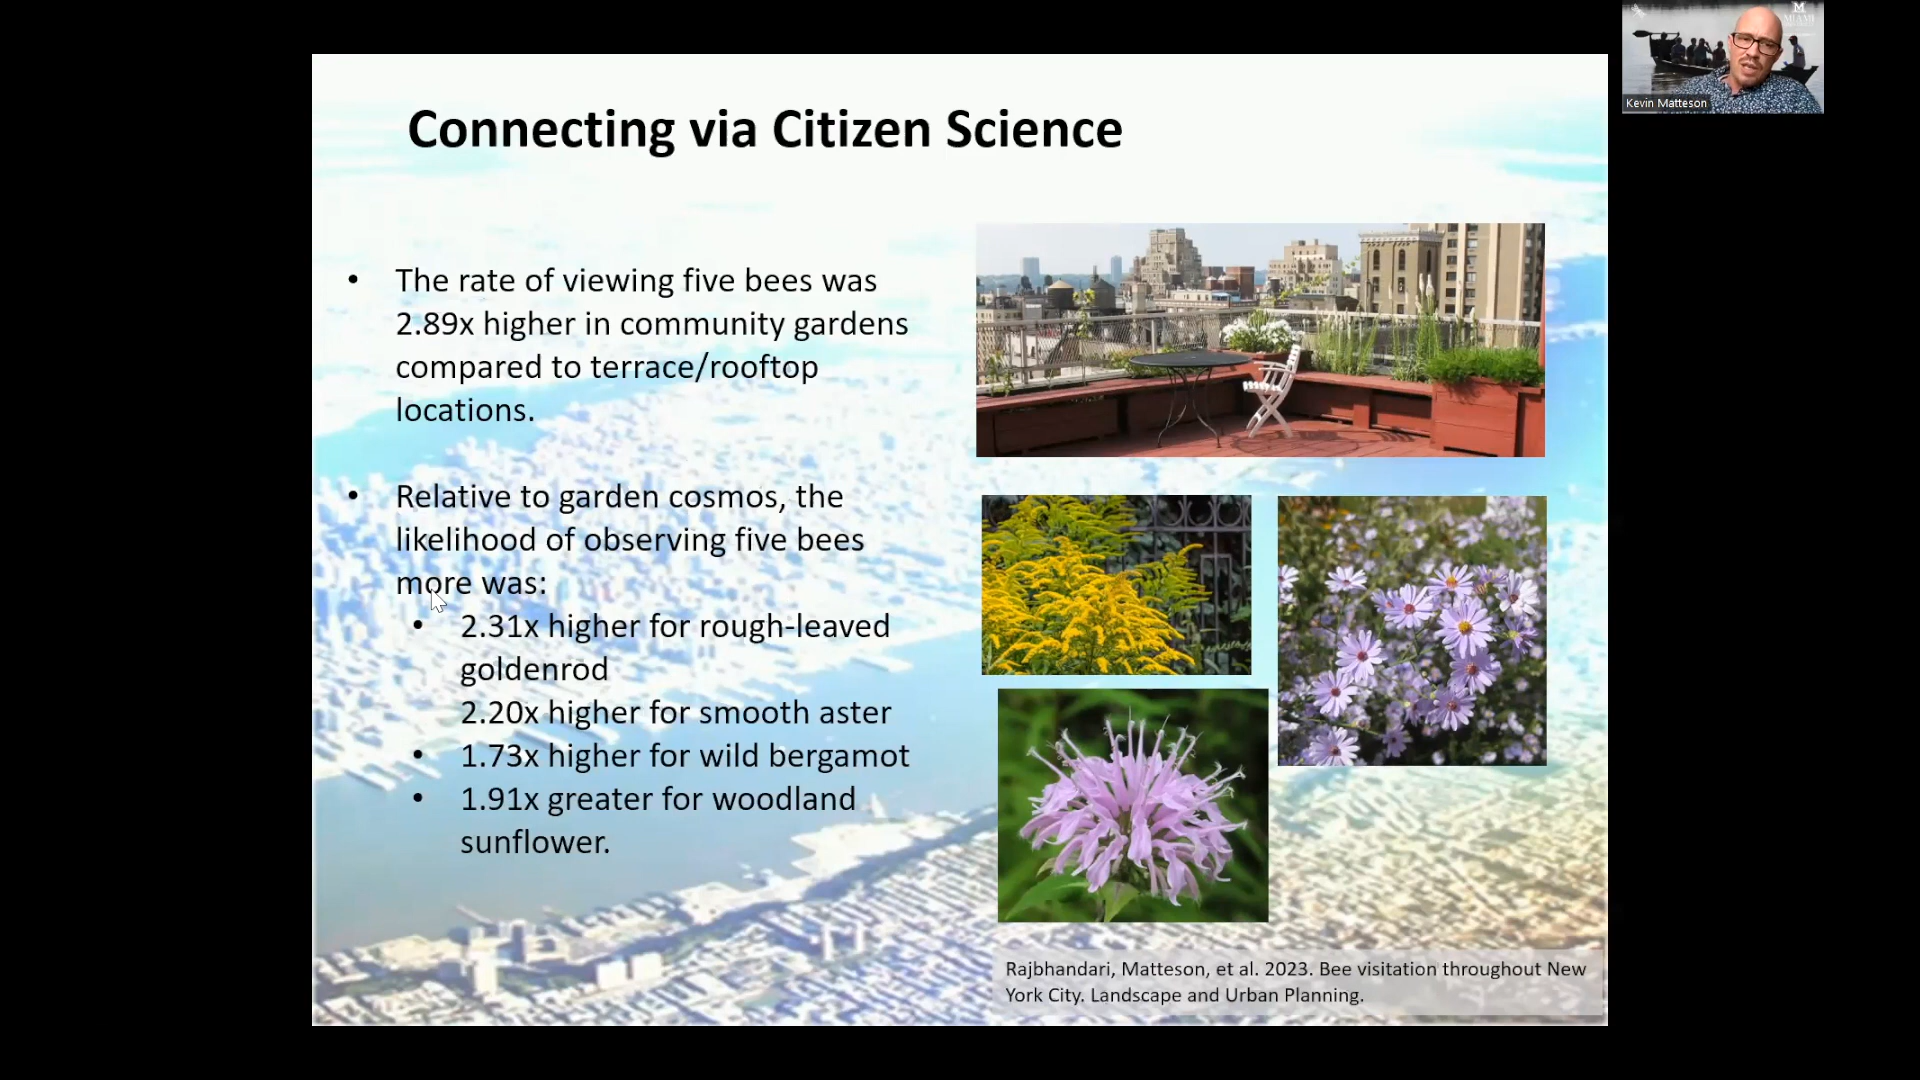 MIAMI
Kevin Matteson
Connecting via Citizen Science
• The rate of viewing five bees was
2.89x higher in community gardens
compared to terrace/rooftop
locations.
• Relative to garden cosmos, the
likelihood of observing five bees
more was:
• 2.31x higher for rough-leaved
goldenrod
2.20x higher for smooth aster
• 1.73x higher for wild bergamot
• 1.91x greater for woodland
sunflower.
Rajbhandari, Matteson, et al. 2023. Bee visitation throughout New
York City. Landscape and Urban Planning.